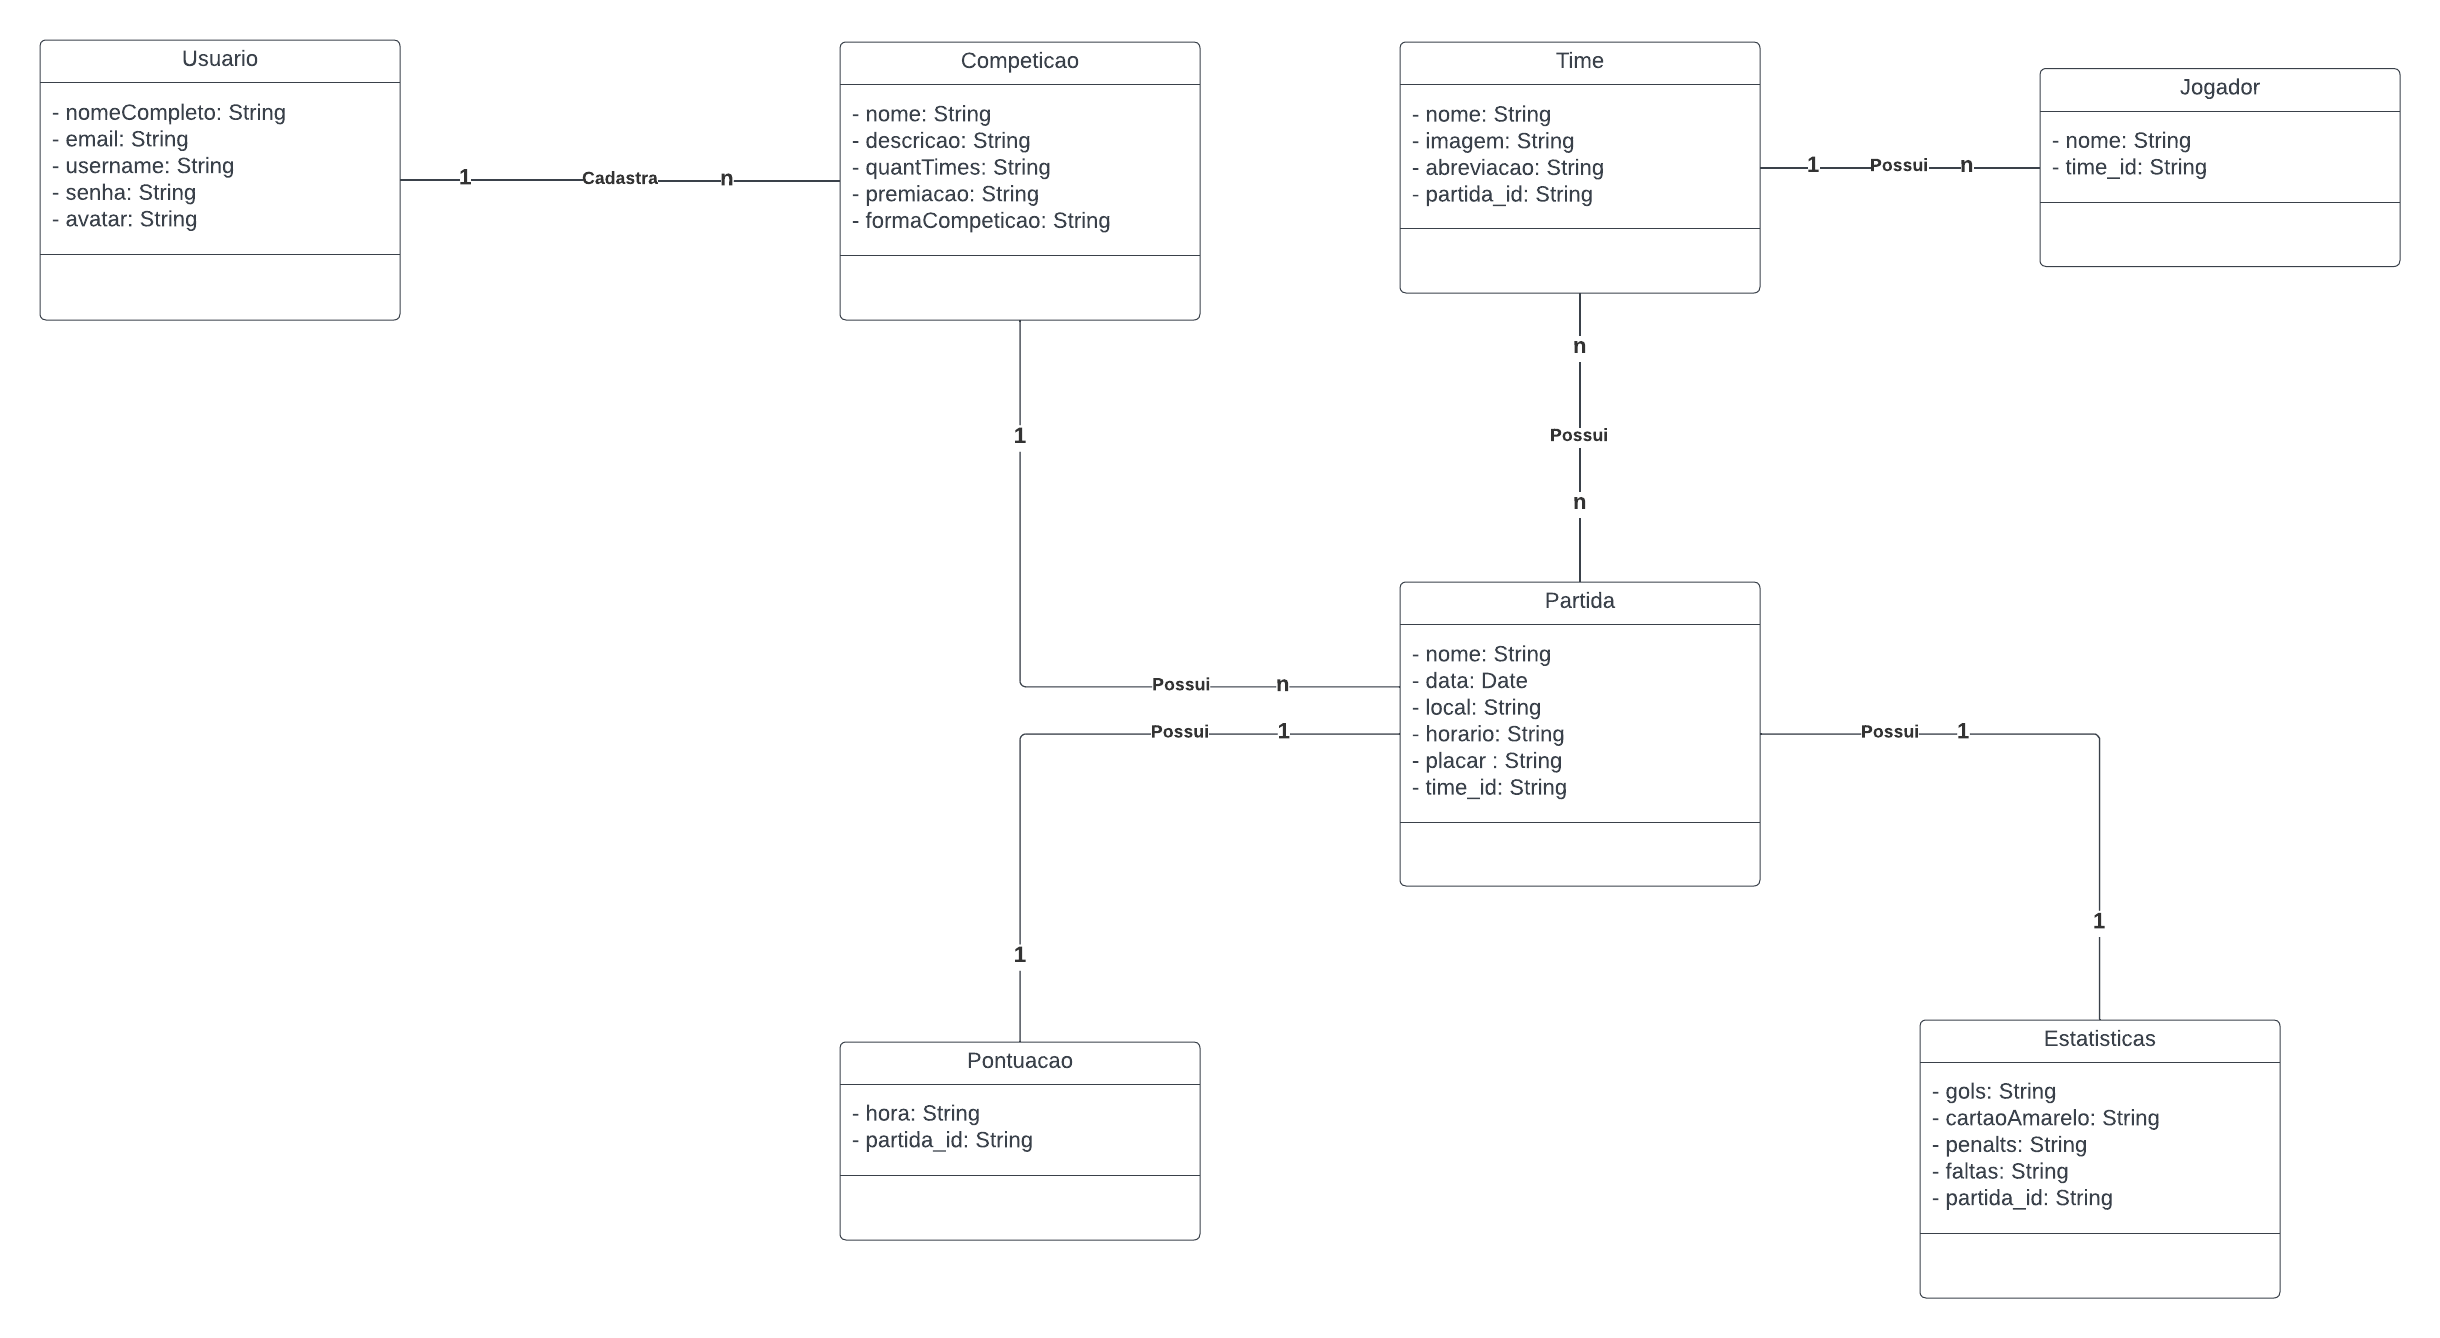 Usuario
- nomeCompleto: String
- email: String
- username: String
- senha: String
- avatar: String
1
Cadastra
n
Competicao
- nome: String
- descricao: String
- quantTimes: String
- premiacao: String
- formaCompeticao: String
Time
- nome: String
- imagem: String
- abreviacao: String
- partida_id: String
1
Possui
n
Jogador
- nome: String
- time_id: String
n
Possui
n
1
Possui
n
Partida
- nome: String
- data: Date
- local: String
- horario: String
- placar : String
- time_id: String
Possui
1
1
Possui
1
1
Pontuacao
- hora: String
- partida_id: String
Estatisticas
- gols: String
- cartaoAmarelo: String
- penalts: String
- faltas: String
- partida_id: String